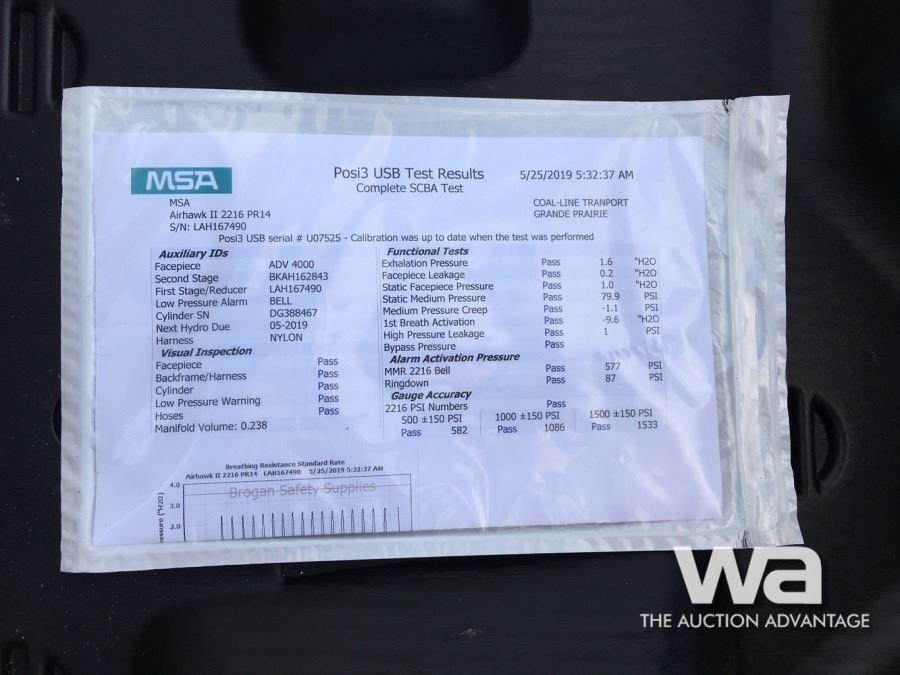 MSA
Posi3 USB Test Results
5/25/2019 5:32:37 AM
Complete SCBA Test
MSA
Airhawk II 2216 PR14
S/N: LAH167490
COAL-LINE TRANPORT
GRANDE PRAIRIE
Posi3 USB serial # U07525 - Calibration was up to date when the test was performed
Auxiliary IDs
Facepiece ADV 4000
Second Stage BKAH162843
First Stage/Reducer LAH167490
Low Pressure Alarm BELL
Cylinder SN DG388467
Next Hydro Due 05-2019
Harness NYLON
Visual Inspection
Facepiece Pass
Backframe/Harness Pass
Cylinder Pass
Low Pressure Warning Pass
Hoses Pass
Manifold Volume: 0.238
Functional Tests
Exhalation Pressure Pass 1.6 "H2O
Facepiece Leakage Pass 0.2 "H2O
Static Facepiece Pressure Pass 1.0 "H2O
Static Medium Pressure Pass 79.9 PSI
Medium Pressure Creep Pass -1.1 PSI
1st Breath Activation Pass -9.6 "H2O
High Pressure Leakage Pass 1 PSI
Bypass Pressure Pass
Alarm Activation Pressure
MMR 2216 Bell Pass 577 PSI
Ringdown Pass 87 PSI
Gauge Accuracy
2216 PSI Numbers Pass
500 ±150 PSI 1000 ±150 PSI 1500 ±150 PSI
Pass 582 Pass 1086 Pass 1533
Breathing Resistance Standard Rate
Airhawk II 2216 PR14 LAH167490 5/25/2019 5:32:37 AM
Brogan Safety Supplies
4.0
3.0
2.0
("H2O)
wa
THE AUCTION ADVANTAGE